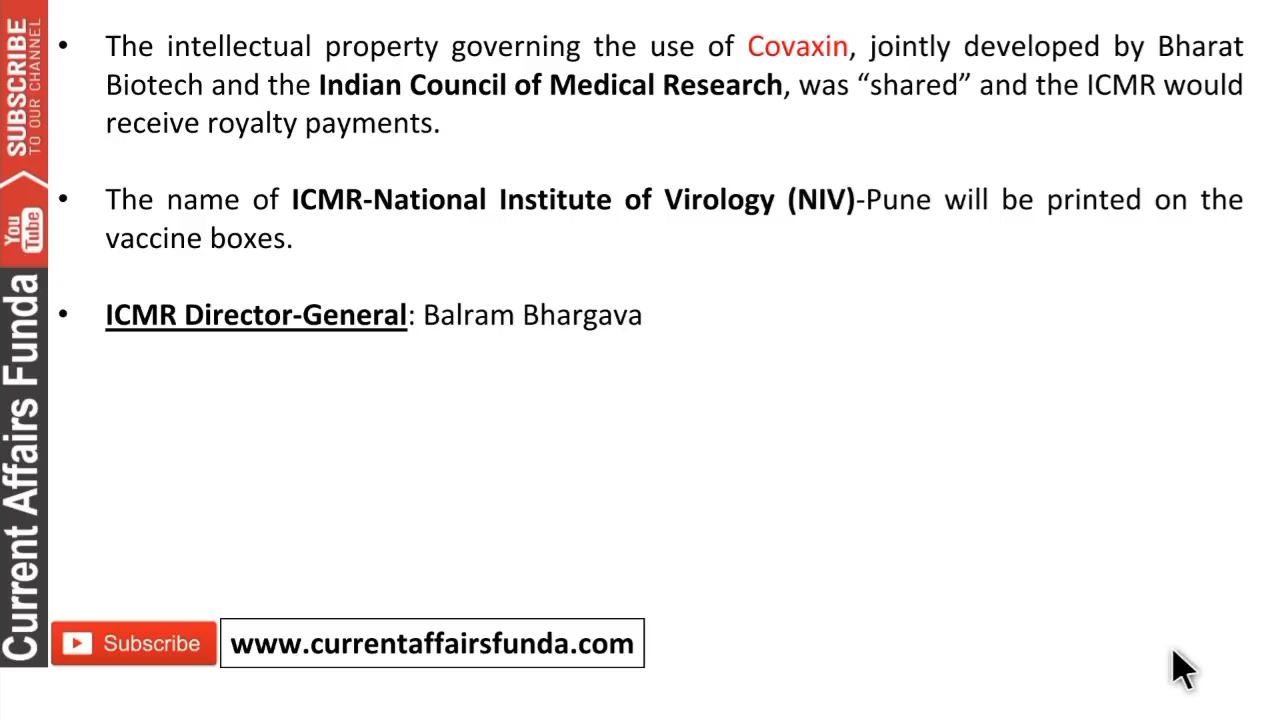 • The intellectual property governing the use of Covaxin, jointly developed by Bharat
Biotech and the Indian Council of Medical Research, was “shared” and the ICMR would
receive royalty payments.
• The name of ICMR-National Institute of Virology (NIV)-Pune will be printed on the
vaccine boxes.
• ICMR Director-General: Balram Bhargava
SUBSCRIBE
TO OUR CHANNEL
You
Tube
Current Affairs Funda
Subscribe
www.currentaffairsfunda.com